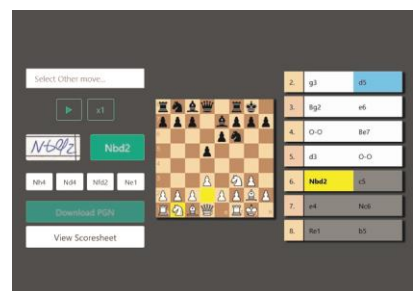 Select Other move...
x1
Nbd2
Nbd2
Nh4 Nd4 Nfd2 Ne1
Download PGN
View Scoresheet
2. g3 d5
3. Bg2 e6
4. O-O Be7
5. d3 O-O
6. Nbd2 c5
7. e4 Nc6
8. Re1 b5